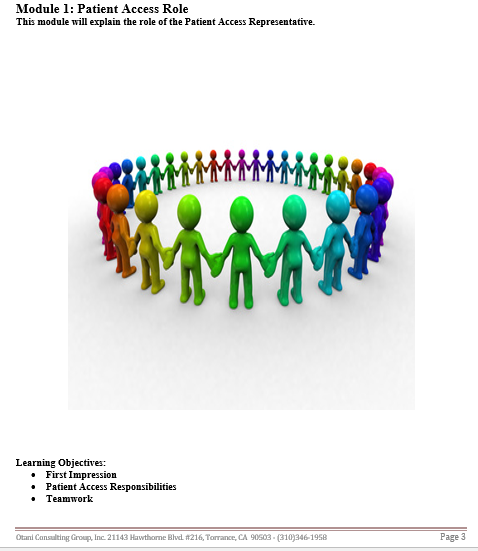 Module 1: Patient Access Role
This module will explain the role of the Patient Access Representative.
Learning Objectives:
• First Impression
• Patient Access Responsibilities
• Teamwork
Otani Consulting Group, Inc. 21143 Hawthorne Blvd. #216, Torrance, CA 90503 - (310)346-1958
Page 3